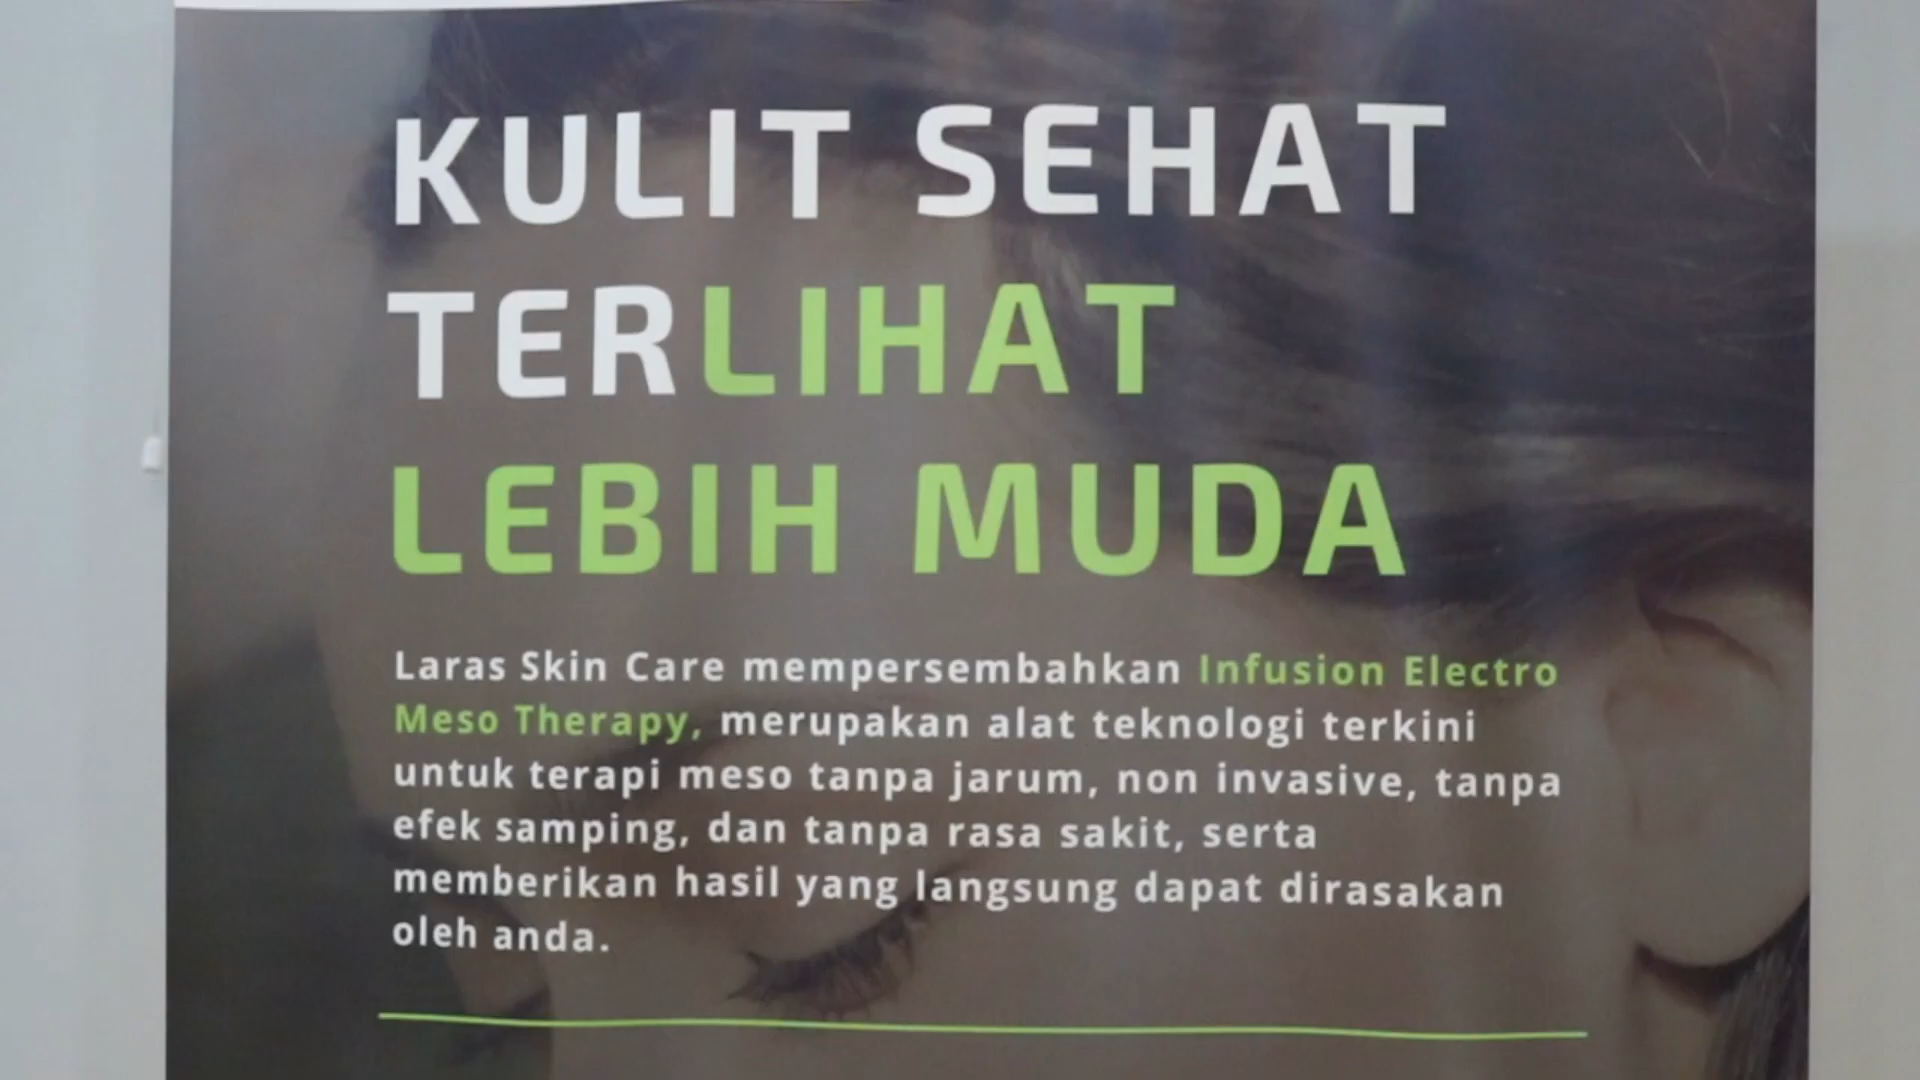 KULIT SEHAT
TERLIHAT
LEBIH MUDA
Laras Skin Care mempersembahkan Infusion Electro
Meso Therapy, merupakan alat teknologi terkini
untuk terapi meso tanpa jarum, non invasive, tanpa
efek samping, dan tanpa rasa sakit, serta
memberikan hasil yang langsung dapat dirasakan
oleh anda.